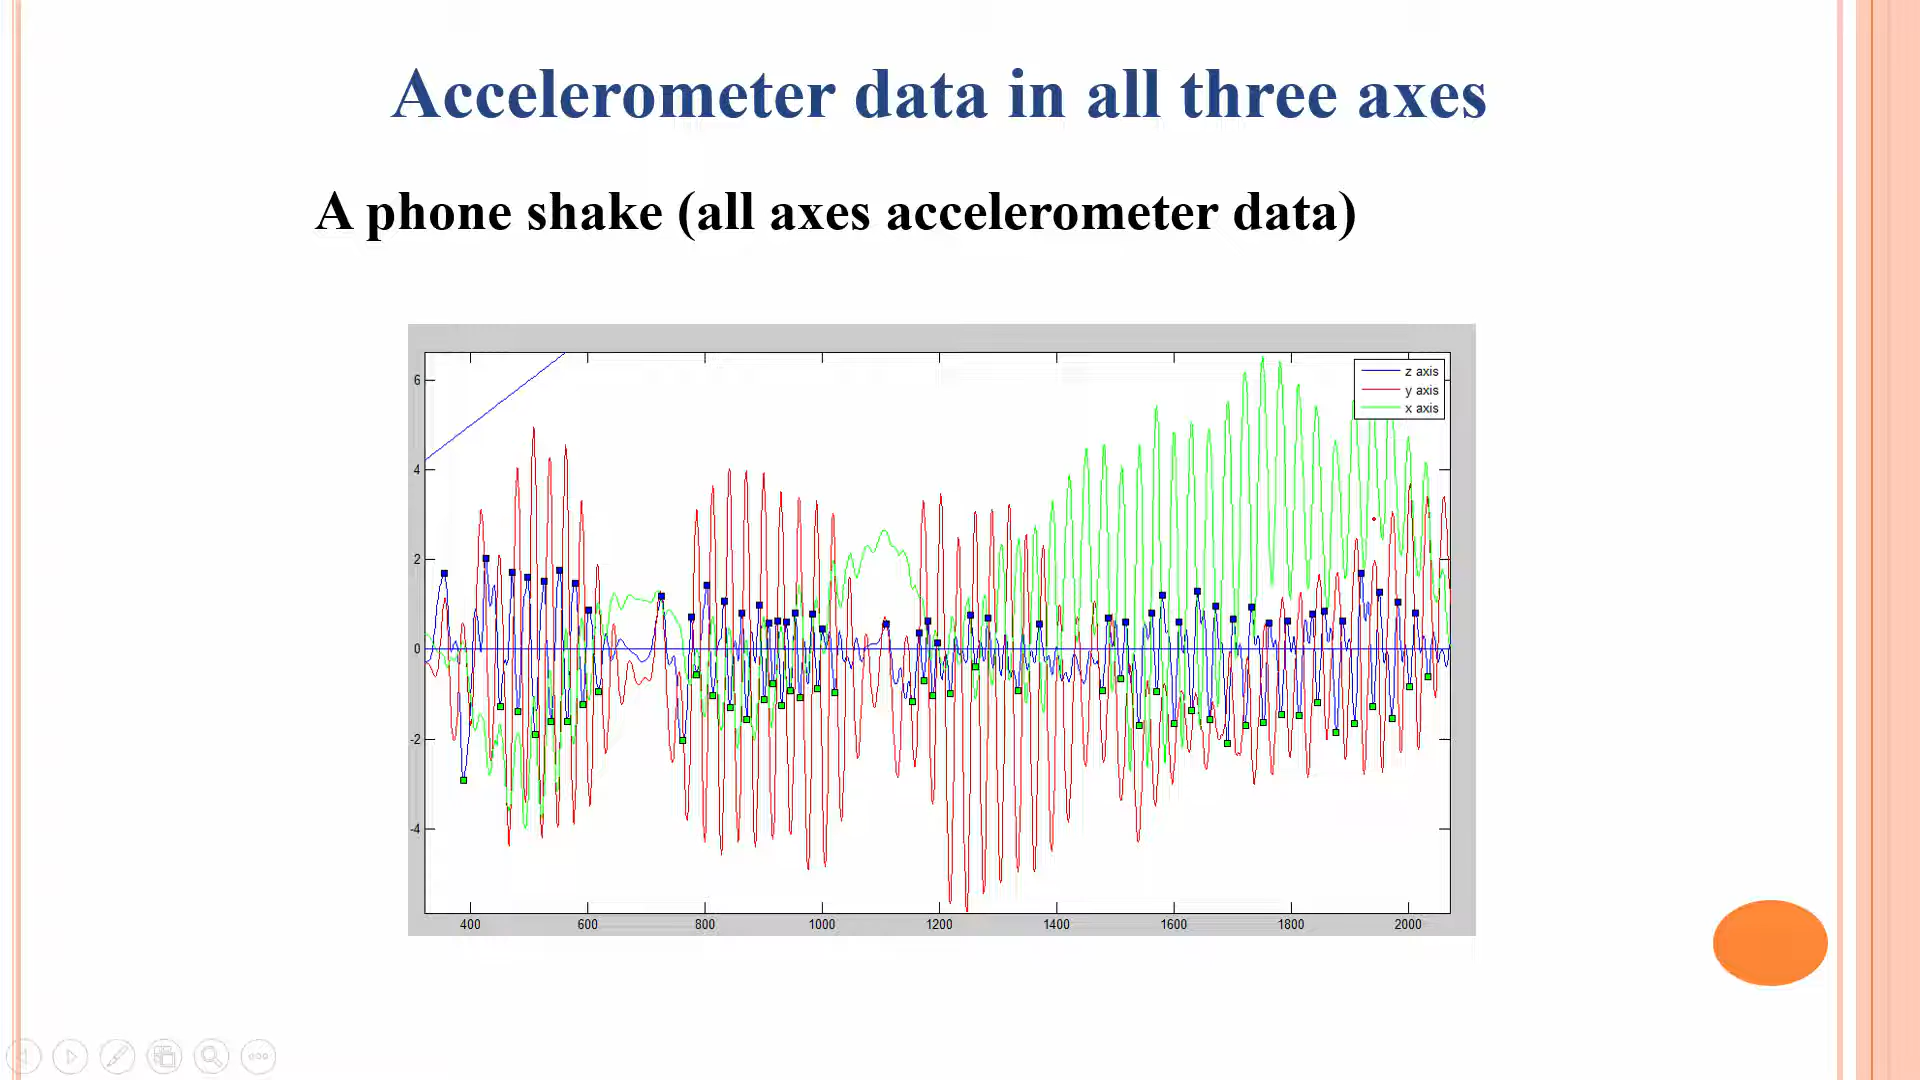 Accelerometer data in all three axes
A phone shake (all axes accelerometer data)
z axis
y axis
x axis
6
4
2
0
-2
-4
400 600 800 1000 1200 1400 1600 1800 2000